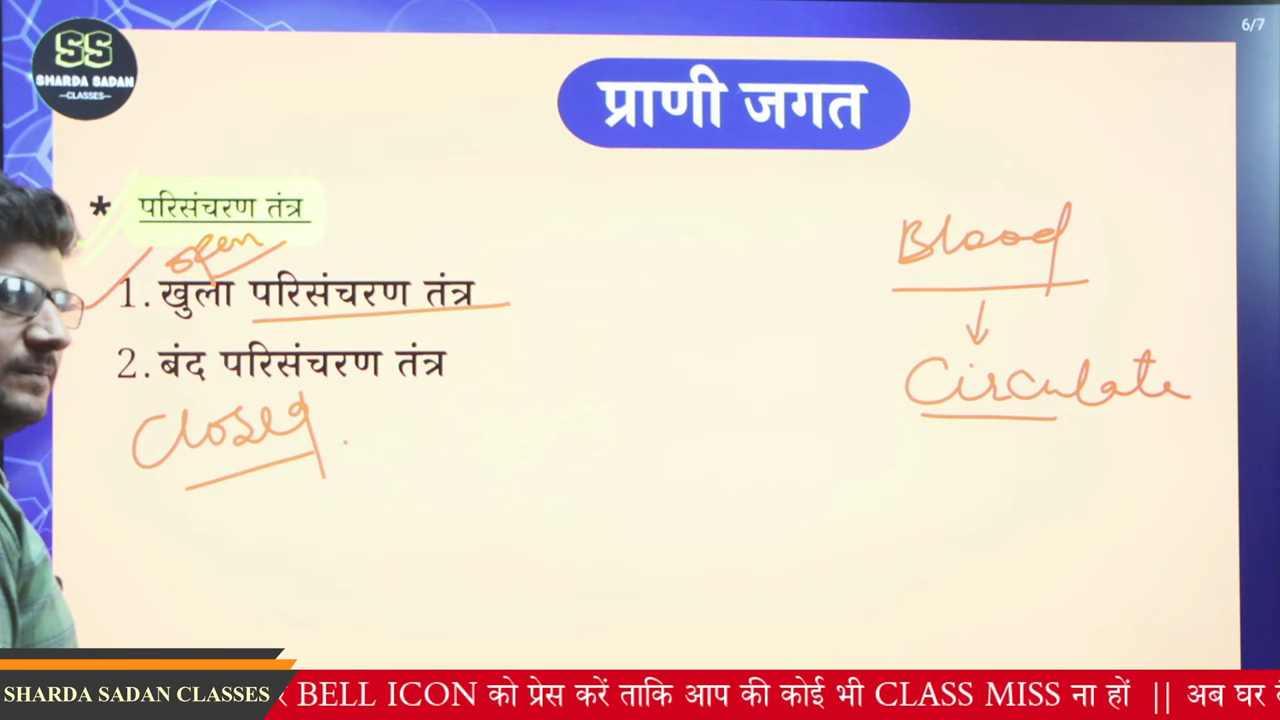 6/7
SS
SHARDA SADAN
—CLASSES—
प्राणी जगत
* परिसंचरण तंत्र
open
1. खुला परिसंचरण तंत्र
2. बंद परिसंचरण तंत्र
Closed
Blood
↓
Circulate
SHARDA SADAN CLASSES
BELL ICON को प्रेस करें ताकि आप की कोई भी CLASS MISS ना हों || अब घर